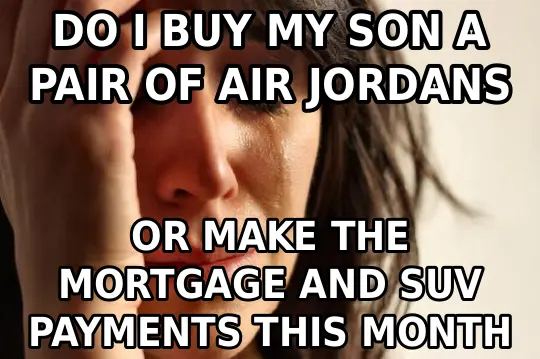 DO I BUY MY SON A
PAIR OF AIR JORDANS
OR MAKE THE
MORTGAGE AND SUV
PAYMENTS THIS MONTH